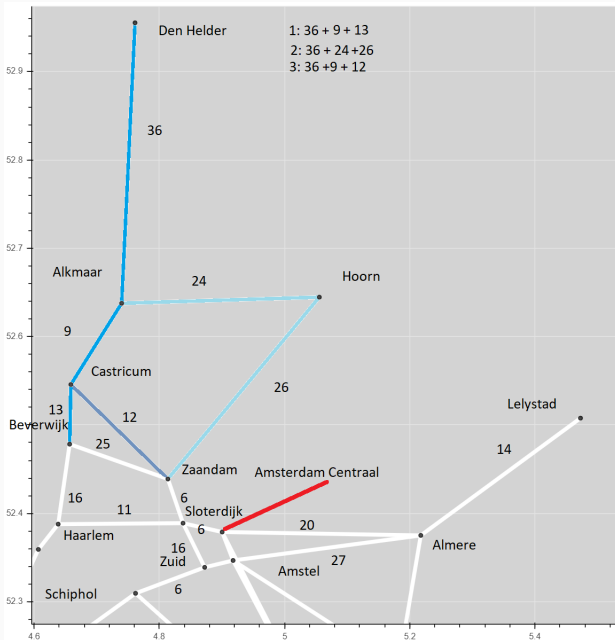 Den Helder
1: 36 + 9 + 13
2: 36 + 24 +26
3: 36 +9 + 12
52.9
36
52.8
52.7
Alkmaar
24
Hoorn
9
52.6
Castricum
26
13
12
Lelystad
Beverwijk
25
14
Zaandam
Amsterdam Centraal
16
6
52.4
11
Sloterdijk
6
20
Haarlem
Almere
16
Zuid
27
Amstel
Schiphol
6
52.3
4.6
4.8
5
5.2
5.4